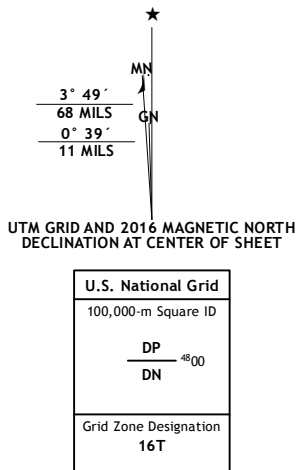 ★
MN
3° 49´
68 MILS
GN
0° 39´
11 MILS
UTM GRID AND 2016 MAGNETIC NORTH
DECLINATION AT CENTER OF SHEET
U.S. National Grid
100,000-m Square ID
DP
4800
DN
Grid Zone Designation
16T